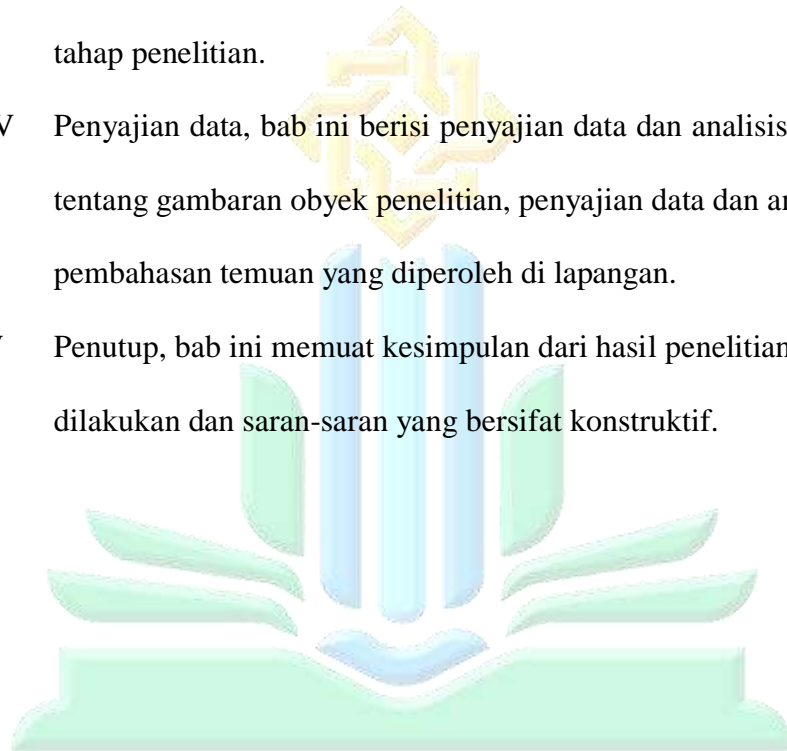 tahap penelitian.
V Penyajian data, bab ini berisi penyajian data dan analisis
tentang gambaran obyek penelitian, penyajian data dan
pembahasan temuan yang diperoleh di lapangan.
Penutup, bab ini memuat kesimpulan dari hasil penelitian
dilakukan dan saran-saran yang bersifat konstruktif.